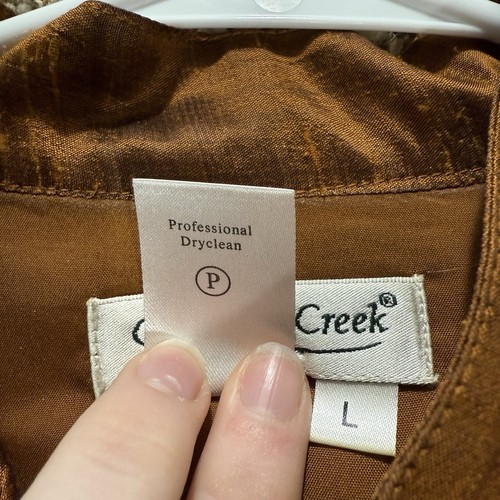 Professional
Dryclean
P
Creek®
L